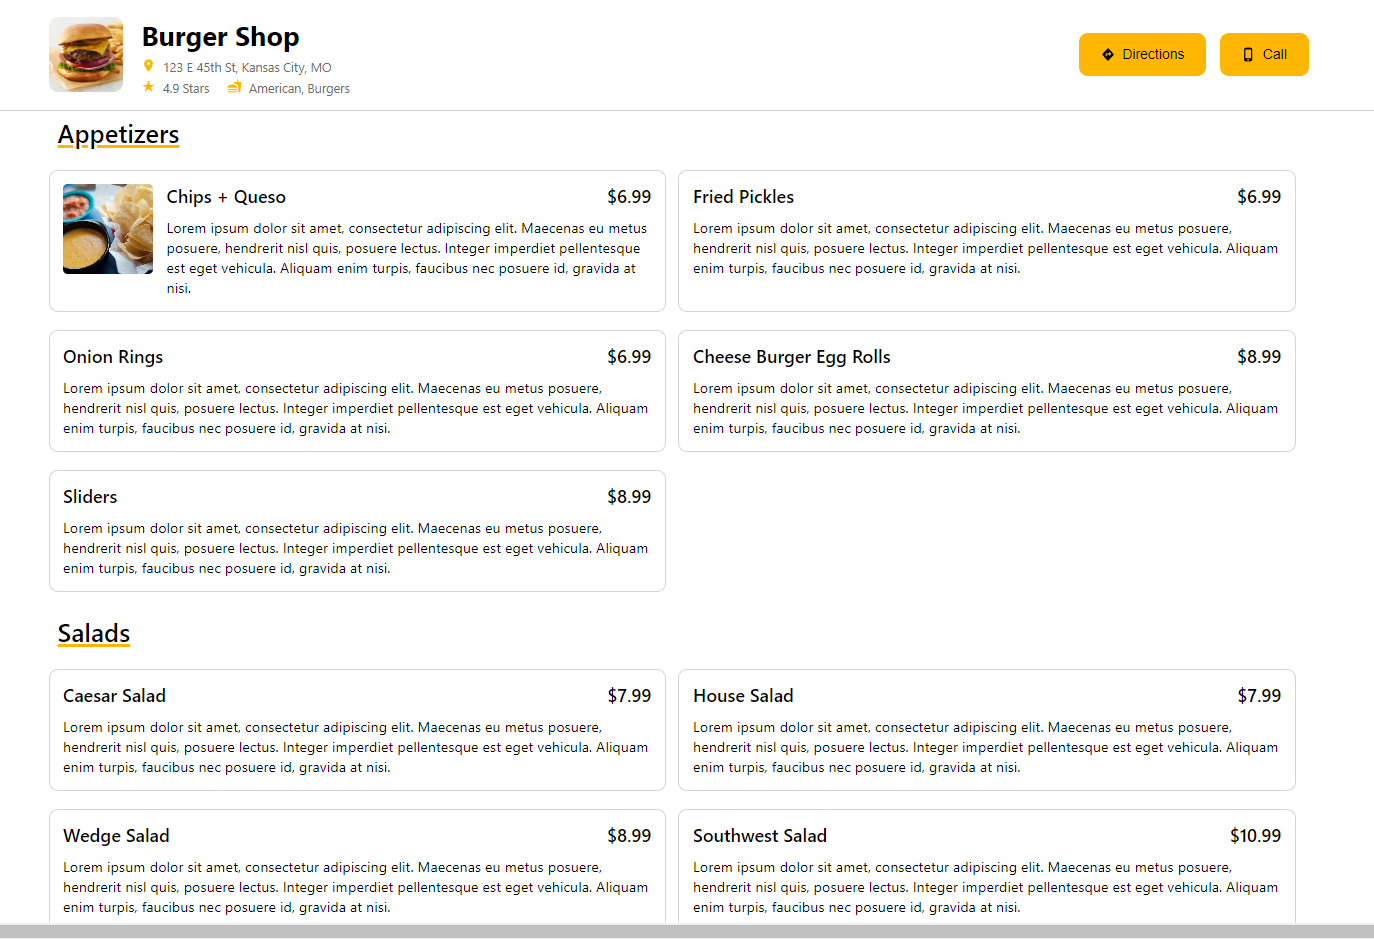 Burger Shop
123 E 45th St, Kansas City, MO
4.9 Stars American, Burgers
Directions
Call
Appetizers
Chips + Queso $6.99
Lorem ipsum dolor sit amet, consectetur adipiscing elit. Maecenas eu metus
posuere, hendrerit nisl quis, posuere lectus. Integer imperdiet pellentesque
est eget vehicula. Aliquam enim turpis, faucibus nec posuere id, gravida at
nisi.
Fried Pickles $6.99
Lorem ipsum dolor sit amet, consectetur adipiscing elit. Maecenas eu metus posuere,
hendrerit nisl quis, posuere lectus. Integer imperdiet pellentesque est eget vehicula. Aliquam
enim turpis, faucibus nec posuere id, gravida at nisi.
Onion Rings $6.99
Lorem ipsum dolor sit amet, consectetur adipiscing elit. Maecenas eu metus posuere,
hendrerit nisl quis, posuere lectus. Integer imperdiet pellentesque est eget vehicula. Aliquam
enim turpis, faucibus nec posuere id, gravida at nisi.
Cheese Burger Egg Rolls $8.99
Lorem ipsum dolor sit amet, consectetur adipiscing elit. Maecenas eu metus posuere,
hendrerit nisl quis, posuere lectus. Integer imperdiet pellentesque est eget vehicula. Aliquam
enim turpis, faucibus nec posuere id, gravida at nisi.
Sliders $8.99
Lorem ipsum dolor sit amet, consectetur adipiscing elit. Maecenas eu metus posuere,
hendrerit nisl quis, posuere lectus. Integer imperdiet pellentesque est eget vehicula. Aliquam
enim turpis, faucibus nec posuere id, gravida at nisi.
Salads
Caesar Salad $7.99
Lorem ipsum dolor sit amet, consectetur adipiscing elit. Maecenas eu metus posuere,
hendrerit nisl quis, posuere lectus. Integer imperdiet pellentesque est eget vehicula. Aliquam
enim turpis, faucibus nec posuere id, gravida at nisi.
House Salad $7.99
Lorem ipsum dolor sit amet, consectetur adipiscing elit. Maecenas eu metus posuere,
hendrerit nisl quis, posuere lectus. Integer imperdiet pellentesque est eget vehicula. Aliquam
enim turpis, faucibus nec posuere id, gravida at nisi.
Wedge Salad $8.99
Lorem ipsum dolor sit amet, consectetur adipiscing elit. Maecenas eu metus posuere,
hendrerit nisl quis, posuere lectus. Integer imperdiet pellentesque est eget vehicula. Aliquam
enim turpis, faucibus nec posuere id, gravida at nisi.
Southwest Salad $10.99
Lorem ipsum dolor sit amet, consectetur adipiscing elit. Maecenas eu metus posuere,
hendrerit nisl quis, posuere lectus. Integer imperdiet pellentesque est eget vehicula. Aliquam
enim turpis, faucibus nec posuere id, gravida at nisi.